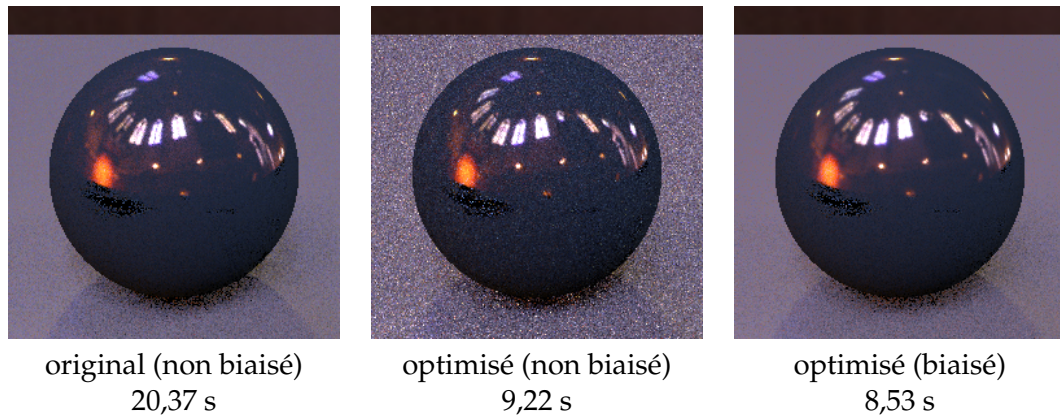 original (non biaisé)
20,37 s
optimisé (non biaisé)
9,22 s
optimisé (biaisé)
8,53 s